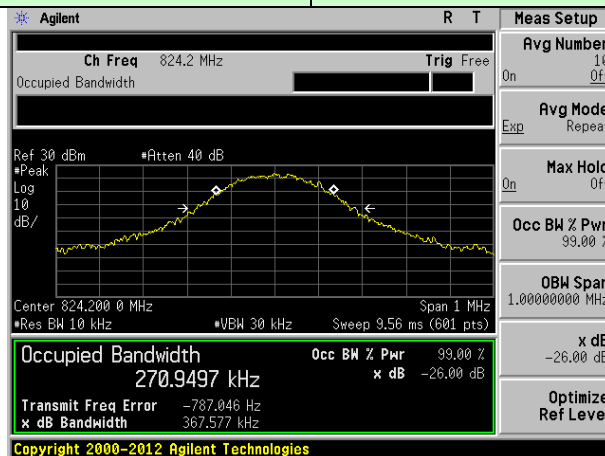 Agilent R T Meas Setup
Ch Freq 824.2 MHz Trig Free
Occupied Bandwidth
Avg Number
10
On Off
Avg Mode
Exp Repeat
Max Hold
On Off
Occ BW % Pwr
99.00 %
OBW Span
1.00000000 MHz
x dB
-26.00 dB
Optimize
Ref Level
Ref 30 dBm #Atten 40 dB
#Peak
Log
10
dB/
Center 824.200 0 MHz Span 1 MHz
#Res BW 10 kHz #VBW 30 kHz Sweep 9.56 ms (601 pts)
Occupied Bandwidth Occ BW % Pwr 99.00 %
270.9497 kHz x dB -26.00 dB
Transmit Freq Error -787.046 Hz
x dB Bandwidth 367.577 kHz
Copyright 2000-2012 Agilent Technologies